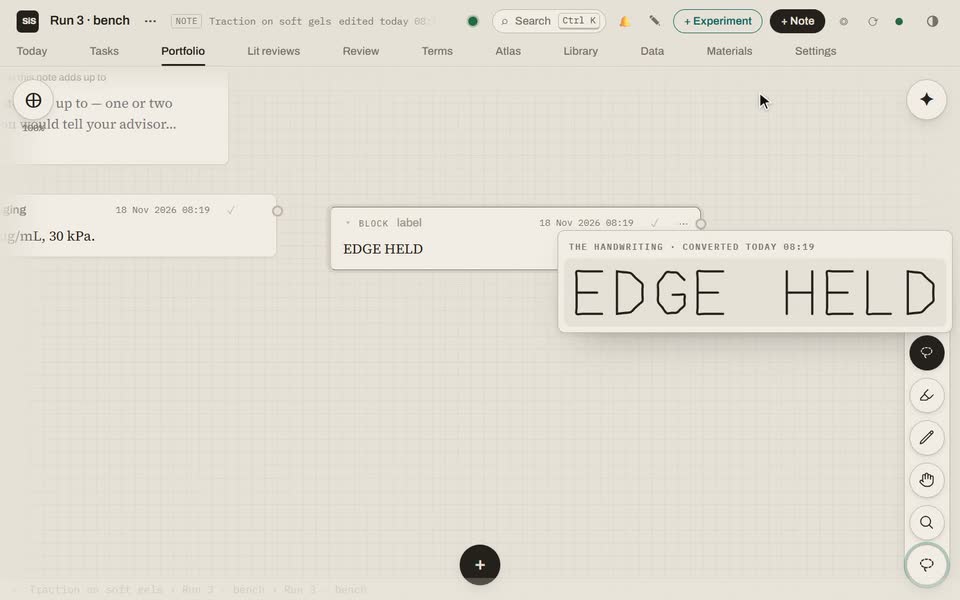 SiS Run 3 · bench ··· NOTE Traction on soft gels edited today 08: Search Ctrl K + Experiment + Note
Today Tasks Portfolio Lit reviews Review Terms Atlas Library Data Materials Settings
this note adds up to
up to — one or two
would tell your advisor...
100%
ging 18 Nov 2026 08:19 ✓
ug/mL, 30 kPa.
BLOCK label 18 Nov 2026 08:19 ✓ ···
EDGE HELD
THE HANDWRITING · CONVERTED TODAY 08:19
EDGE HELD
+
Traction on soft gels › Run 3 · bench › Run 3 · bench